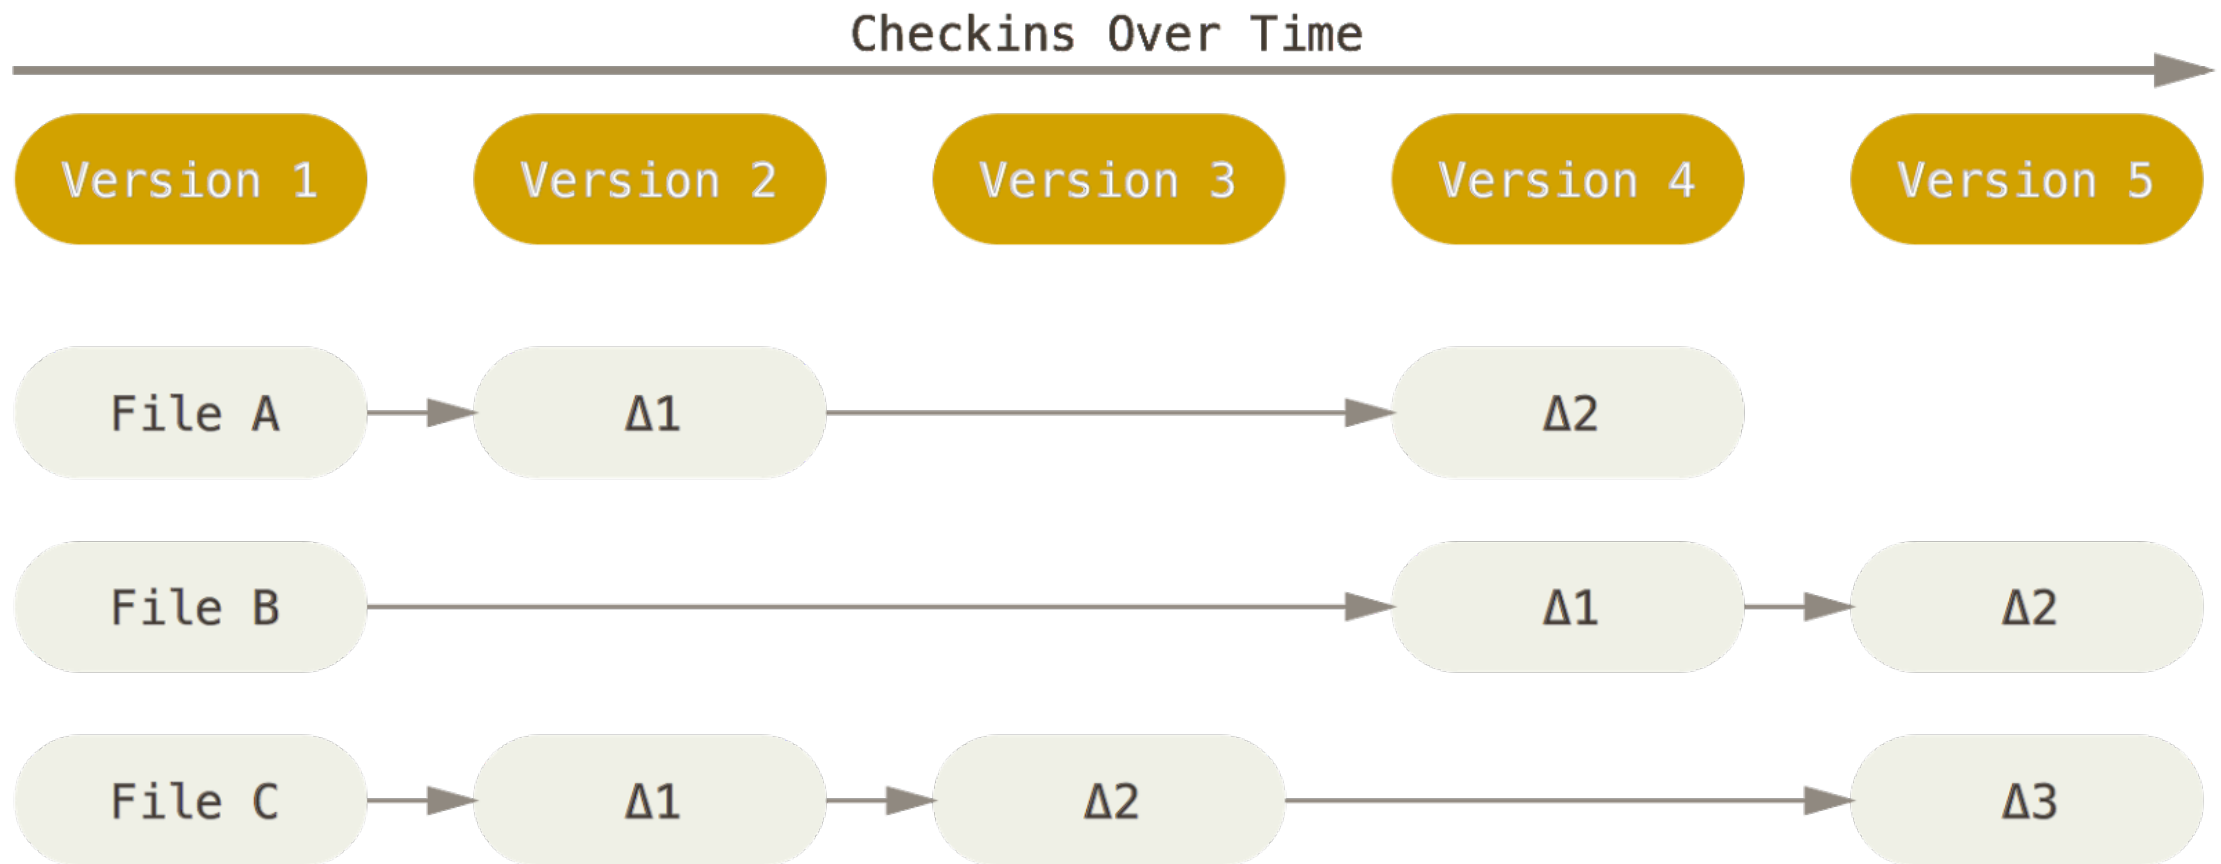 Checkins Over Time
Version 1 Version 2 Version 3 Version 4 Version 5
File A Δ1 Δ2
File B Δ1 Δ2
File C Δ1 Δ2 Δ3